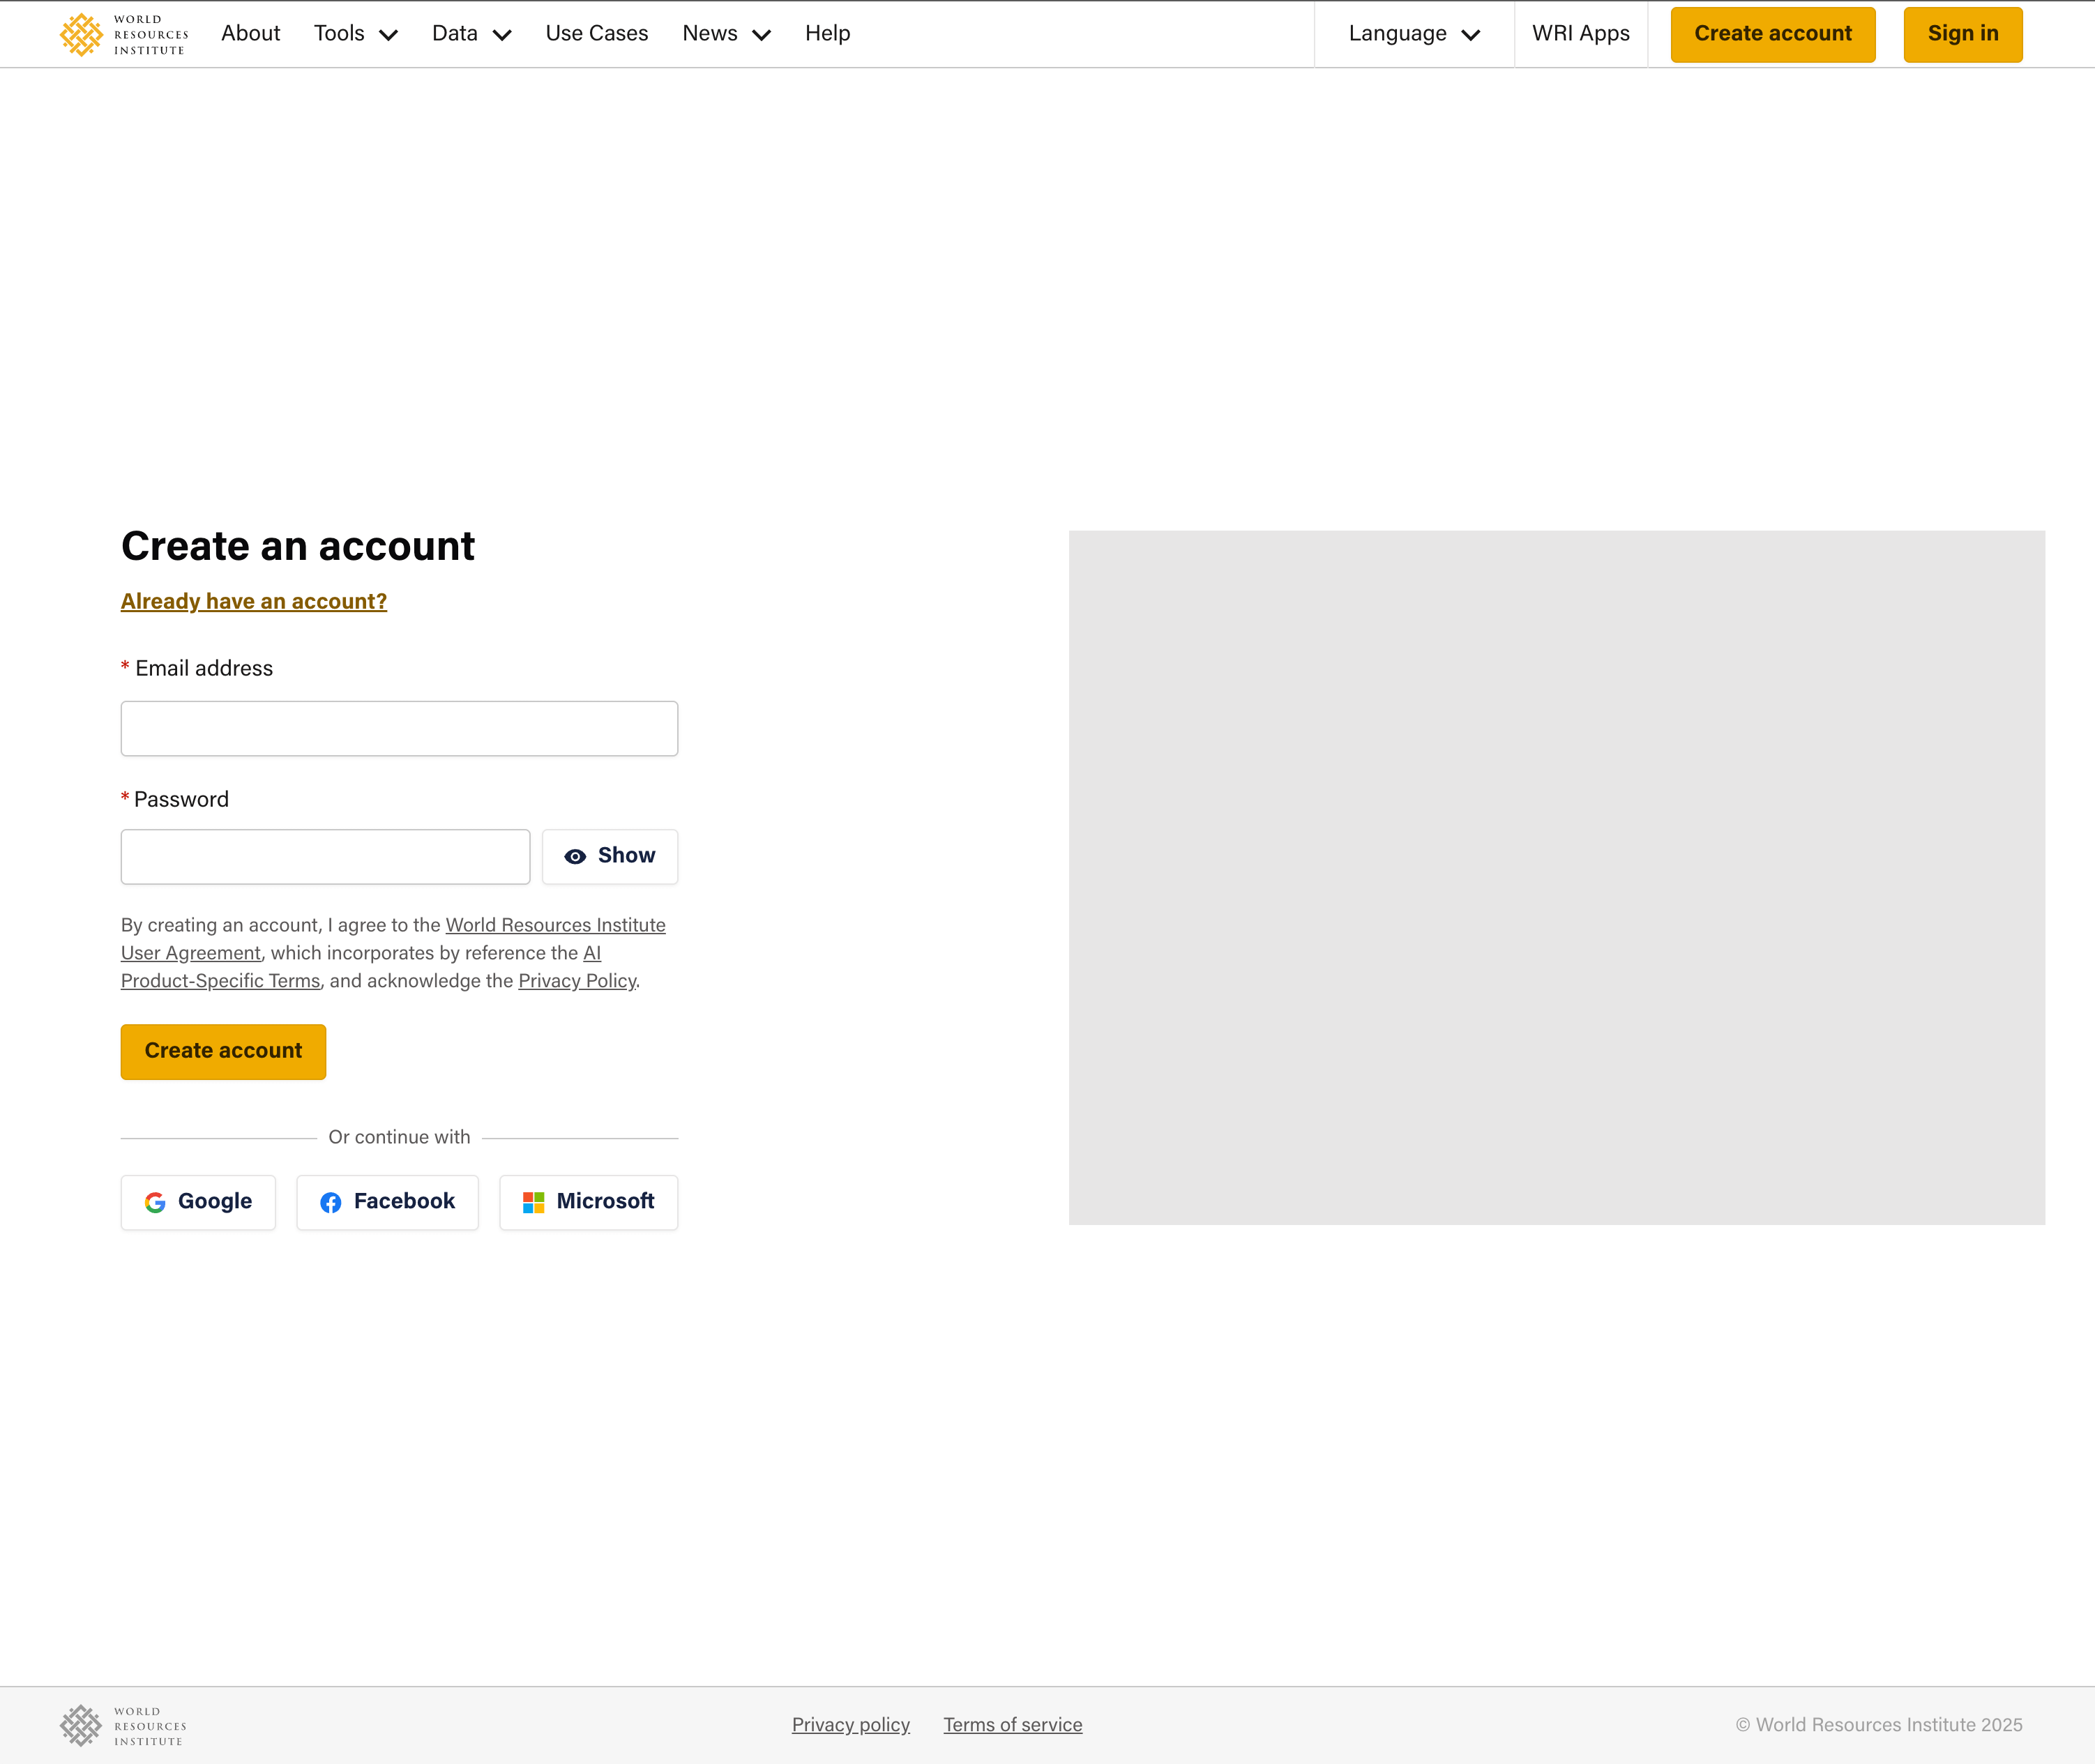 WORLD
RESOURCES
INSTITUTE
About Tools Data Use Cases News Help
Language WRI Apps Create account Sign in
Create an account
Already have an account?
* Email address
* Password
Show
By creating an account, I agree to the World Resources Institute
User Agreement, which incorporates by reference the AI
Product-Specific Terms, and acknowledge the Privacy Policy.
Create account
Or continue with
Google Facebook Microsoft
WORLD
RESOURCES
INSTITUTE
Privacy policy Terms of service
© World Resources Institute 2025